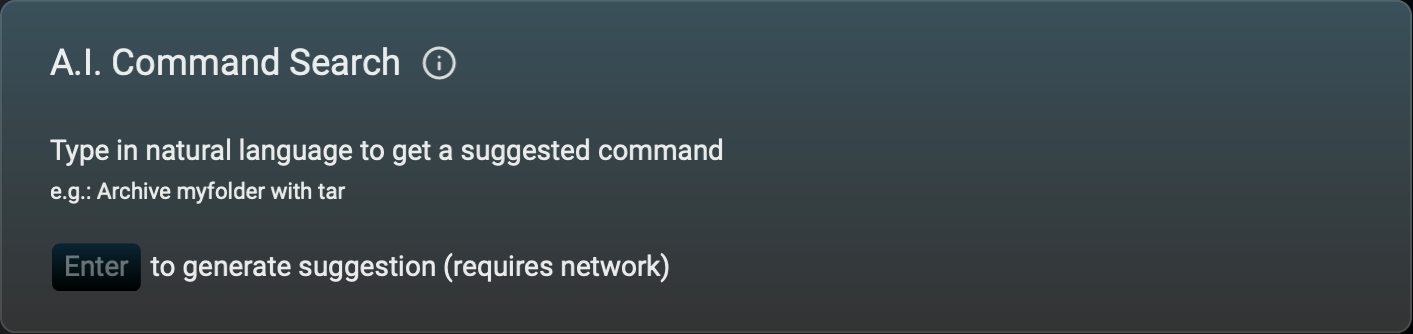 A.I. Command Search
Type in natural language to get a suggested command
e.g.: Archive myfolder with tar
Enter to generate suggestion (requires network)